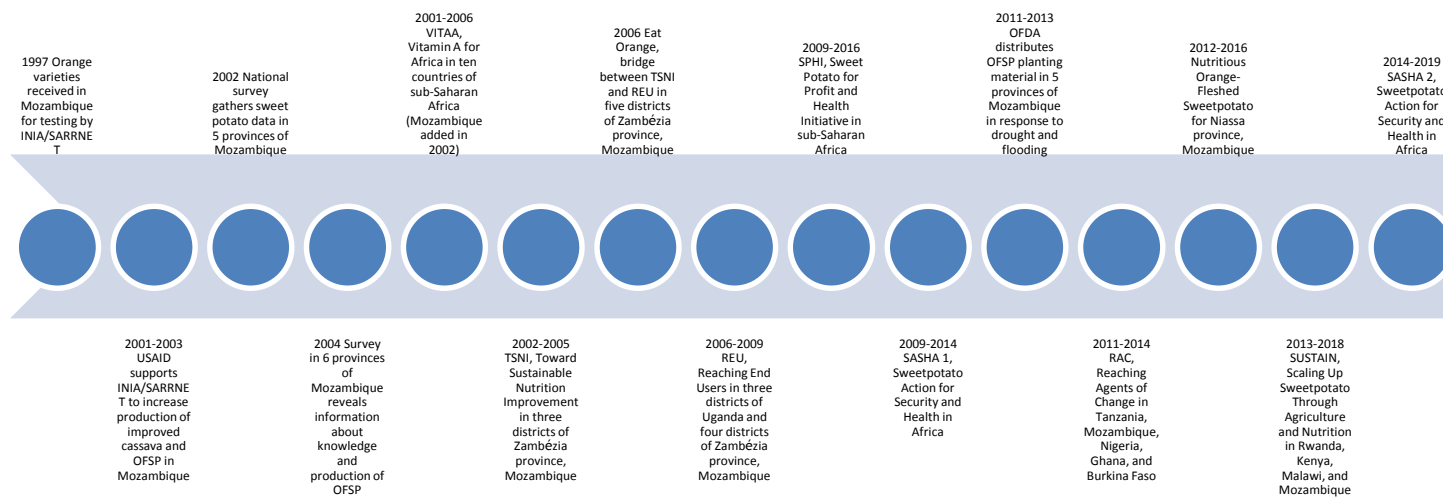 1997 Orange
varieties
received in
Mozambique
for testing by
INIA/SARRNE
T
2001-2003
USAID
supports
INIA/SARRNE
T to increase
production of
improved
cassava and
OFSP in
Mozambique
2002 National
survey
gathers sweet
potato data in
5 provinces of
Mozambique
2004 Survey
in 6 provinces
of
Mozambique
reveals
information
about
knowledge
and
production of
OFSP
2001-2006
VITAA,
Vitamin A for
Africa in ten
countries of
sub-Saharan
Africa
(Mozambique
added in
2002)
2002-2005
TSNI, Toward
Sustainable
Nutrition
Improvement
in three
districts of
Zambézia
province,
Mozambique
2006 Eat
Orange,
bridge
between TSNI
and REU in
five districts
of Zambézia
province,
Mozambique
2006-2009
REU,
Reaching End
Users in three
districts of
Uganda and
four districts
of Zambézia
province,
Mozambique
2009-2016
SPHI, Sweet
Potato for
Profit and
Health
Initiative in
sub-Saharan
Africa
2009-2014
SASHA 1,
Sweetpotato
Action for
Security and
Health in
Africa
2011-2013
OFDA
distributes
OFSP planting
material in 5
provinces of
Mozambique
in response to
drought and
flooding
2011-2014
RAC,
Reaching
Agents of
Change in
Tanzania,
Mozambique,
Nigeria,
Ghana, and
Burkina Faso
2012-2016
Nutritious
Orange-
Fleshed
Sweetpotato
for Niassa
province,
Mozambique
2013-2018
SUSTAIN,
Scaling Up
Sweetpotato
Through
Agriculture
and Nutrition
in Rwanda,
Kenya,
Malawi, and
Mozambique
2014-2019
SASHA 2,
Sweetpotato
Action for
Security and
Health in
Africa